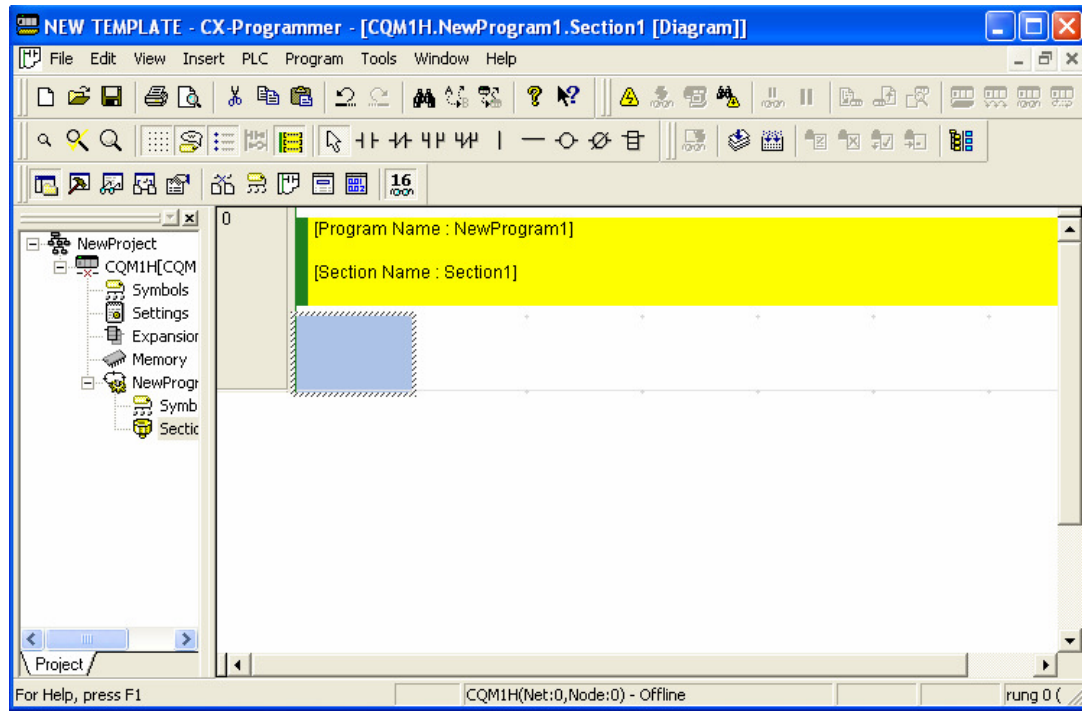 NEW TEMPLATE - CX-Programmer - [CQM1H.NewProgram1.Section1 [Diagram]]
File Edit View Insert PLC Program Tools Window Help
16
0
[Program Name : NewProgram1]
[Section Name : Section1]
NewProject
CQM1H[CQM
Symbols
Settings
Expansior
Memory
NewProgr
Symb
Sectic
Project
For Help, press F1
CQM1H(Net:0,Node:0) - Offline
rung 0 (